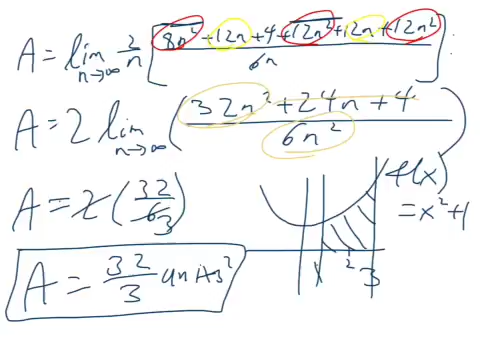 A = lim n→∞ 2/n [ (8n² + 12n + 4 + 12n² + 12n + 12n²) / 6n ]
A = 2 lim n→∞ ( (32n² + 24n + 4) / 6n² )
A = 2 ( 32 / 6 3 )
A = 32/3 units²
f(x)
= x² + 1
1 2 3